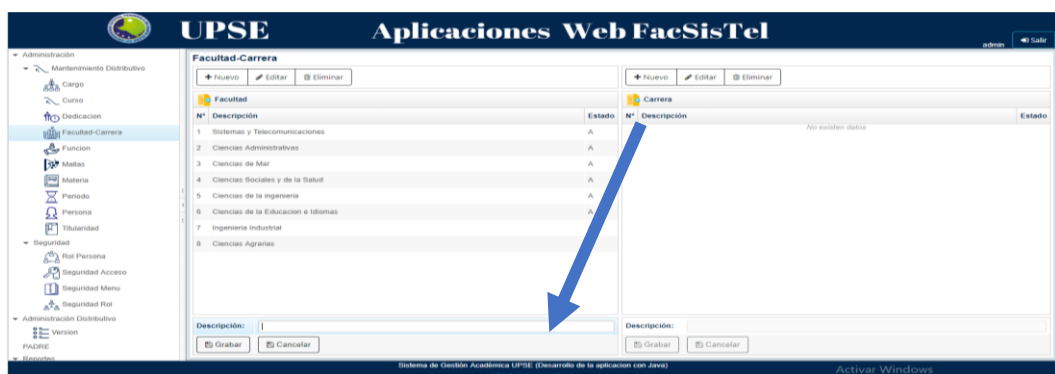 UPSE Aplicaciones Web FacSisTel
admin Salir
Administración
Mantenimiento Distributivo
Cargo
Curso
Dedicacion
Facultad-Carrera
Funcion
Mallas
Materia
Periodo
Persona
Titularidad
Seguridad
Rol Persona
Seguridad Acceso
Seguridad Menu
Seguridad Rol
Administración Distributivo
Version
PADRE
Reportes
Facultad-Carrera
Nuevo Editar Eliminar
Facultad
N° Descripción Estado
1 Sistemas y Telecomunicaciones A
2 Ciencias Administrativas A
3 Ciencias de Mar A
4 Ciencias Sociales y de la Salud A
5 Ciencias de la ingenieria A
6 Ciencias de la Educacion e Idiomas A
7 Ingenieria Industrial
8 Ciencias Agrarias
Descripción:
Grabar Cancelar
Nuevo Editar Eliminar
Carrera
N° Descripción Estado
No existen datos
Descripción:
Grabar Cancelar
Sistema de Gestión Académica UPSE (Desarrollo de la aplicacion con Java)
Activar Windows